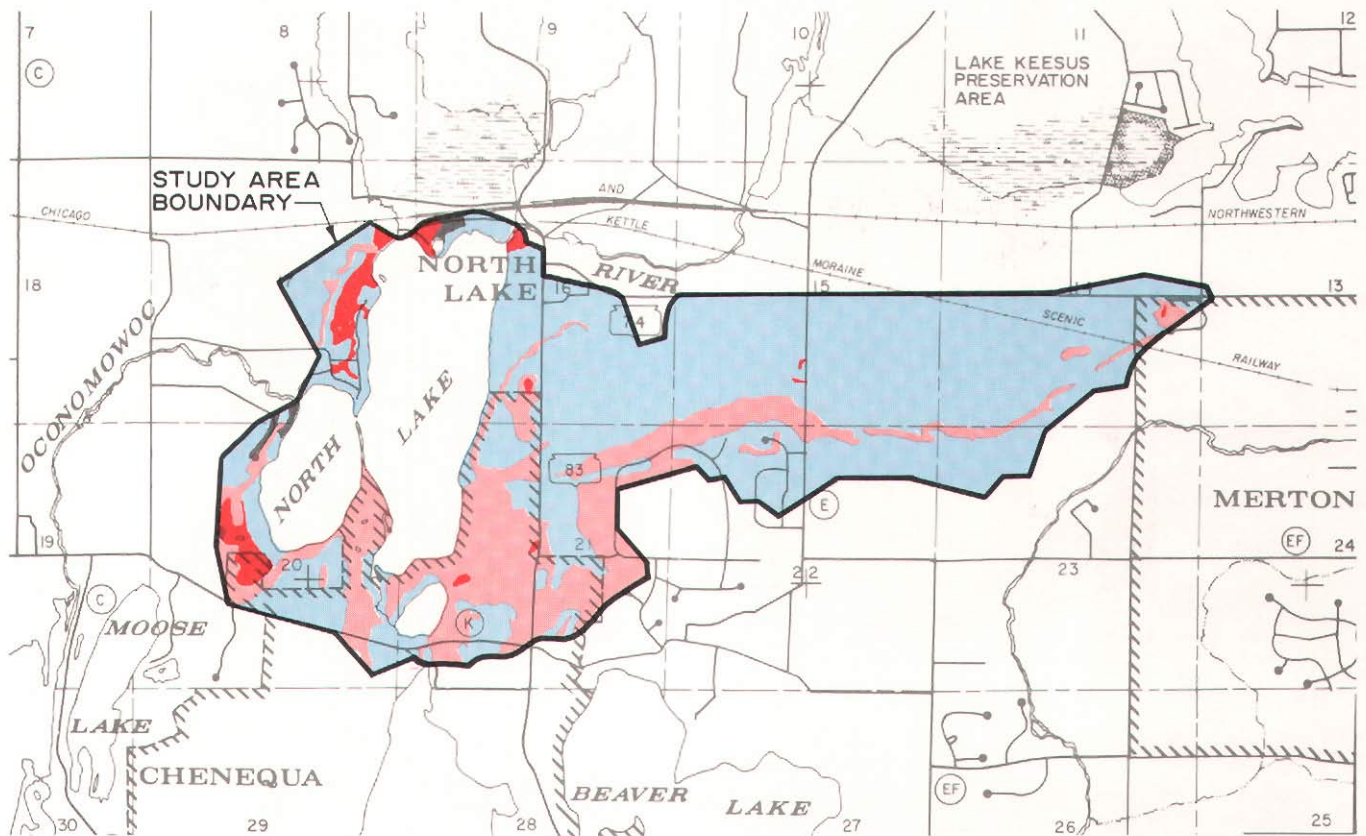 7
8
9
10
11
12
C
LAKE KEESUS
PRESERVATION
AREA
STUDY AREA
BOUNDARY
CHICAGO
AND
NORTHWESTERN
KETTLE
MORAINE
SCENIC
RAILWAY
NORTH
LAKE
RIVER
18
16
15
13
74
OCONOMOWOC
NORTH
LAKE
83
E
MERTON
EF
19
20
21
22
23
24
C
K
MOOSE
LAKE
CHENEQUA
BEAVER LAKE
EF
30
29
28
27
26
25